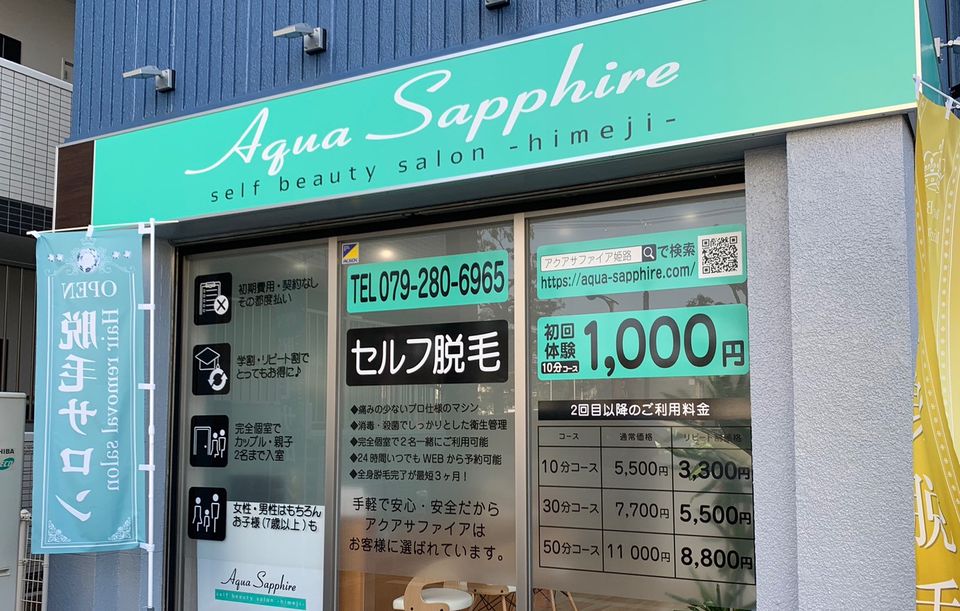 Aqua Sapphire
self beauty salon -himeji-
OPEN
Hair removal salon
脱毛サロン
初期費用・契約なし
その都度払い
学割・リピート割で
とってもお得に♪
完全個室で
カップル・親子
2名まで入室
女性・男性はもちろん
お子様(7歳以上)も
Aqua Sapphire
self beauty salon -himeji-
TEL 079-280-6965
セルフ脱毛
◆痛みの少ないプロ仕様のマシン
◆消毒・殺菌でしっかりとした衛生管理
◆完全個室で2名一緒にご利用可能
◆24時間いつでもWEBから予約可能
◆全身脱毛完了が最短3ヶ月!
手軽で安心・安全だから
アクアサファイアは
お客様に選ばれています。
アクアサファイア姫路 で検索
https://aqua-sapphire.com/
初回
体験
10分コース
1,000円
2回目以降のご利用料金
コース 通常価格 リピート割価格
10分コース 5,500円 3,300円
30分コース 7,700円 5,500円
50分コース 11,000円 8,800円